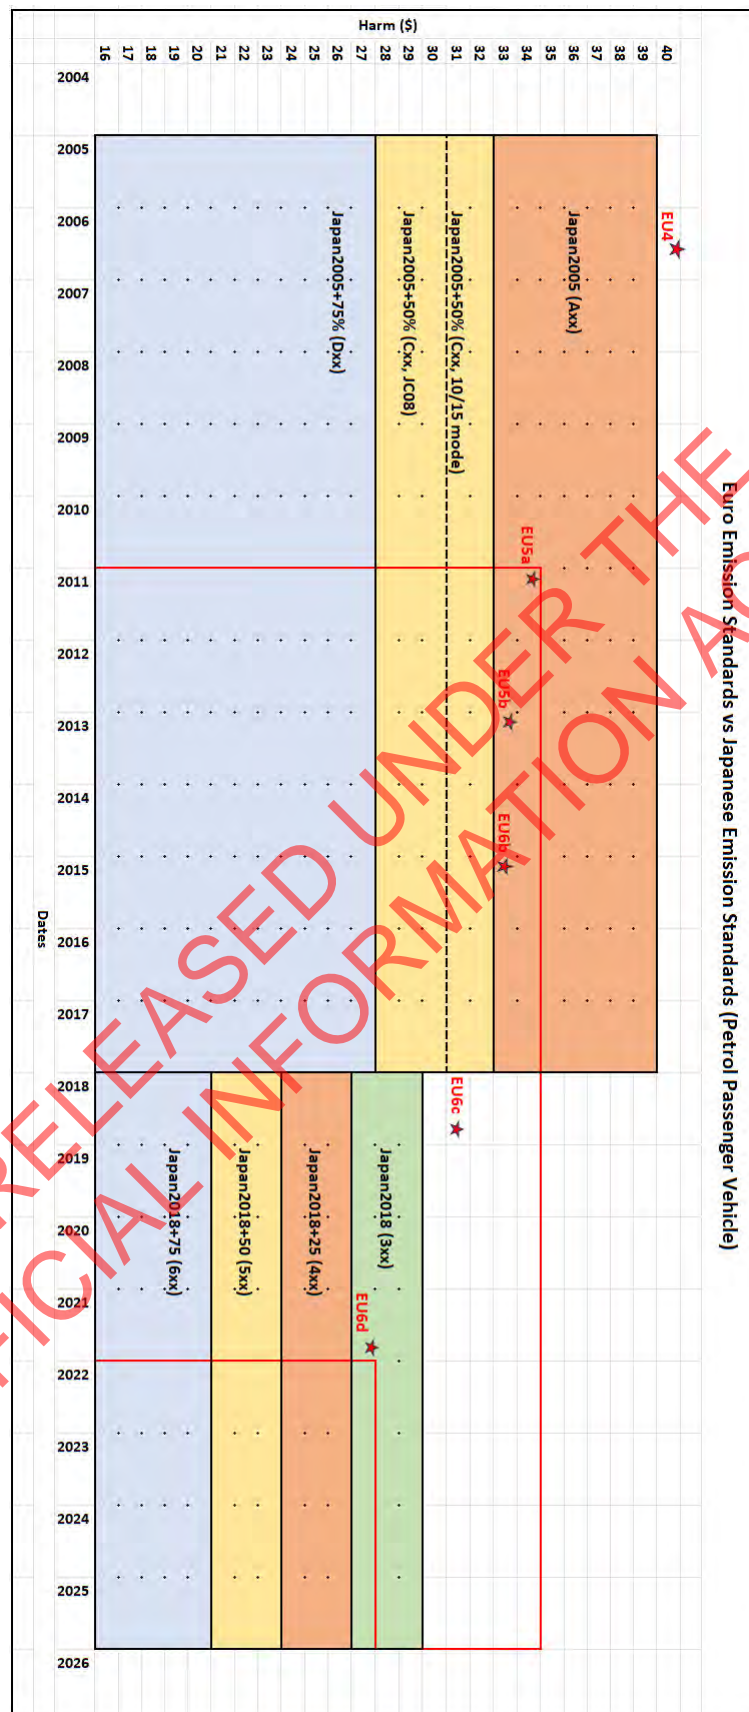 Euro Emission Standards vs Japanese Emission Standards (Petrol Passenger Vehicle)
Harm ($)
40
39
38
37
36
35
34
33
32
31
30
29
28
27
26
25
24
23
22
21
20
19
18
17
16
EU4
Japan2005 (Axx)
Japan2005+50% (Cxx, 10/15 mode)
Japan2005+50% (Cxx, JC08)
Japan2005+75% (Dxx)
EU5a
EU5b
EU6b
EU6c
EU6d
Japan2018 (3xx)
Japan2018+25 (4xx)
Japan2018+50 (5xx)
Japan2018+75 (6xx)
2004 2005 2006 2007 2008 2009 2010 2011 2012 2013 2014 2015 2016 2017 2018 2019 2020 2021 2022 2023 2024 2025 2026
Dates
RELEASED UNDER THE
OFFICIAL INFORMATION AC